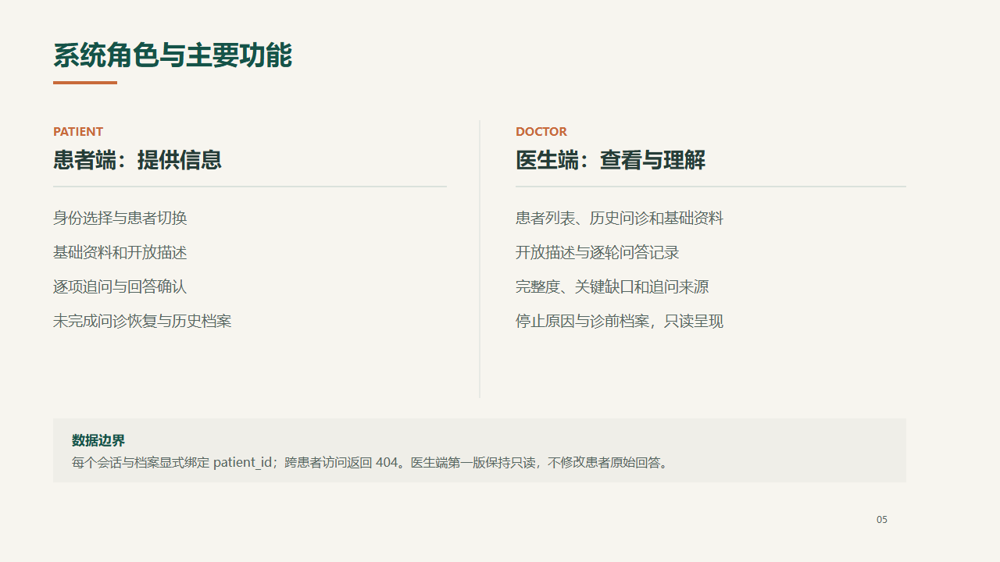 系统角色与主要功能
PATIENT
患者端：提供信息
身份选择与患者切换
基础资料和开放描述
逐项追问与回答确认
未完成问诊恢复与历史档案
DOCTOR
医生端：查看与理解
患者列表、历史问诊和基础资料
开放描述与逐轮问答记录
完整度、关键缺口和追问来源
停止原因与诊前档案，只读呈现
数据边界
每个会话与档案显式绑定 patient_id；跨患者访问返回 404。医生端第一版保持只读，不修改患者原始回答。
05